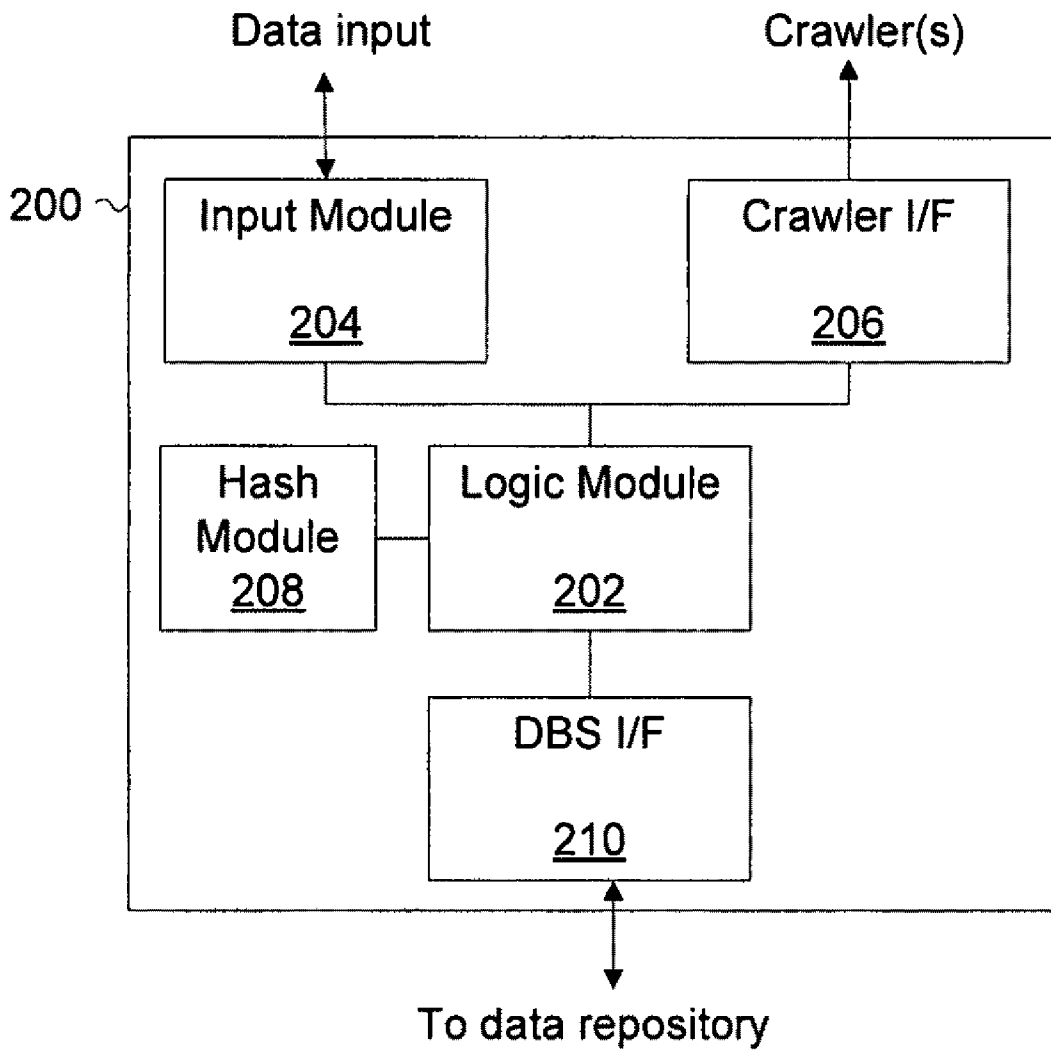 Data input
Crawler(s)
200
Input Module
204
Crawler I/F
206
Hash
Module
208
Logic Module
202
DBS I/F
210
To data repository